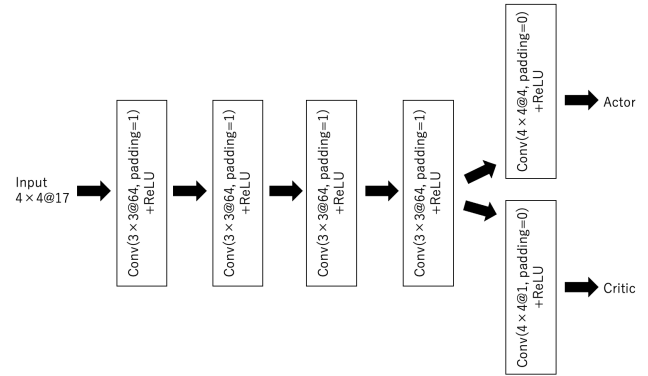 Input
4×4@17
Conv(3×3@64, padding=1)
+ReLU
Conv(3×3@64, padding=1)
+ReLU
Conv(3×3@64, padding=1)
+ReLU
Conv(3×3@64, padding=1)
+ReLU
Conv(4×4@4, padding=0)
+ReLU
Actor
Conv(4×4@1, padding=0)
+ReLU
Critic